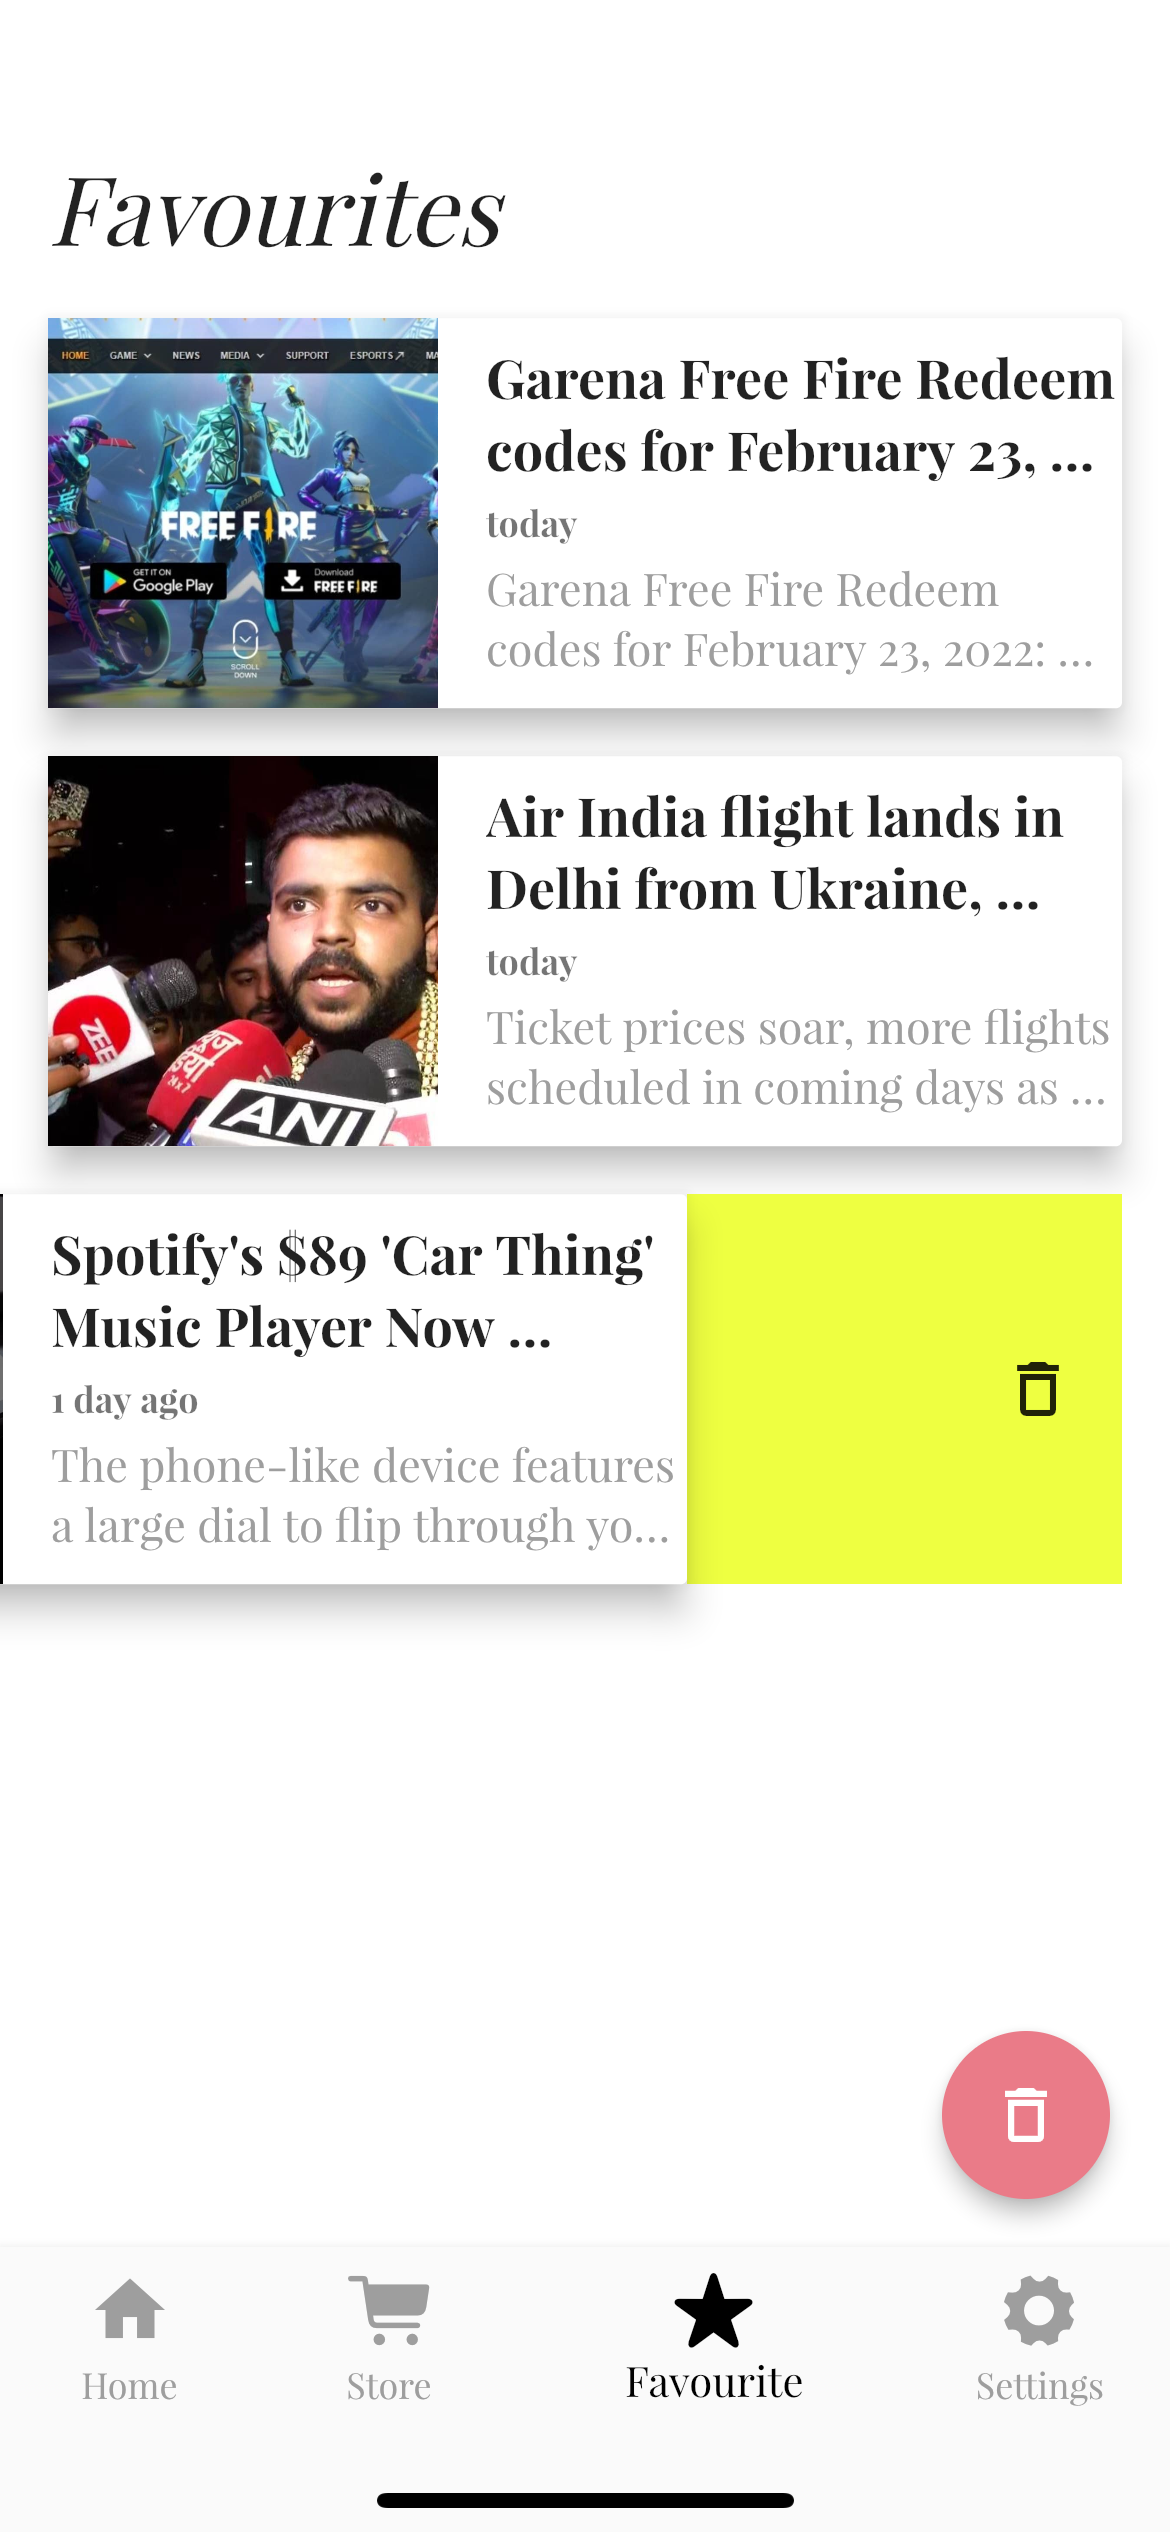 Favourites
HOME GAME NEWS MEDIA SUPPORT ESPORTS MA
FREE FIRE
GET IT ON
Google Play
Download
FREE FIRE
SCROLL
DOWN
Garena Free Fire Redeem
codes for February 23, ...
today
Garena Free Fire Redeem
codes for February 23, 2022: ...
ZEE
24x7
ANI
Air India flight lands in
Delhi from Ukraine, ...
today
Ticket prices soar, more flights
scheduled in coming days as ...
Spotify's $89 'Car Thing'
Music Player Now ...
1 day ago
The phone-like device features
a large dial to flip through yo...
Home
Store
Favourite
Settings